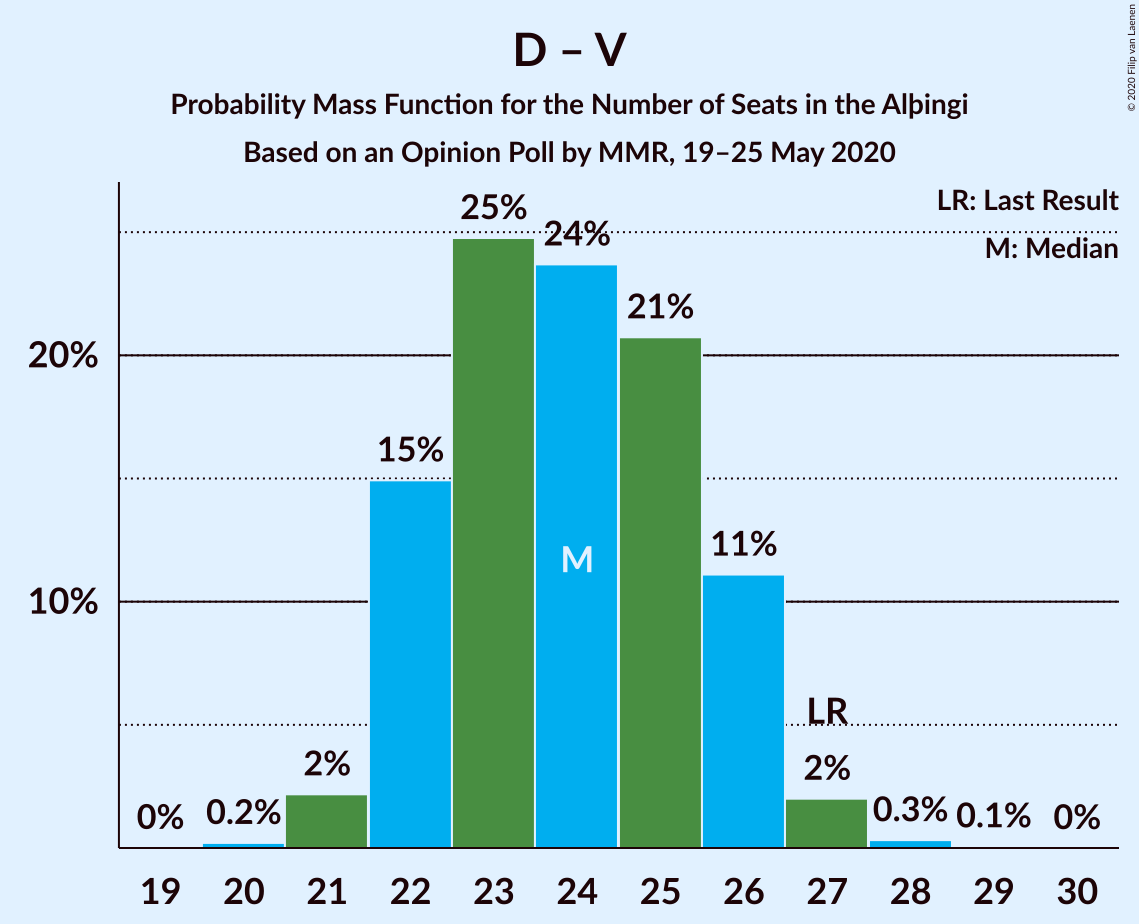 D – V
Probability Mass Function for the Number of Seats in the Alþingi
Based on an Opinion Poll by MMR, 19–25 May 2020
© 2020 Filip van Laenen
LR: Last Result
M: Median
20%
10%
0%
0.2%
2%
15%
25%
24%
21%
11%
2%
0.3%
0.1%
0%
M
LR
19 20 21 22 23 24 25 26 27 28 29 30